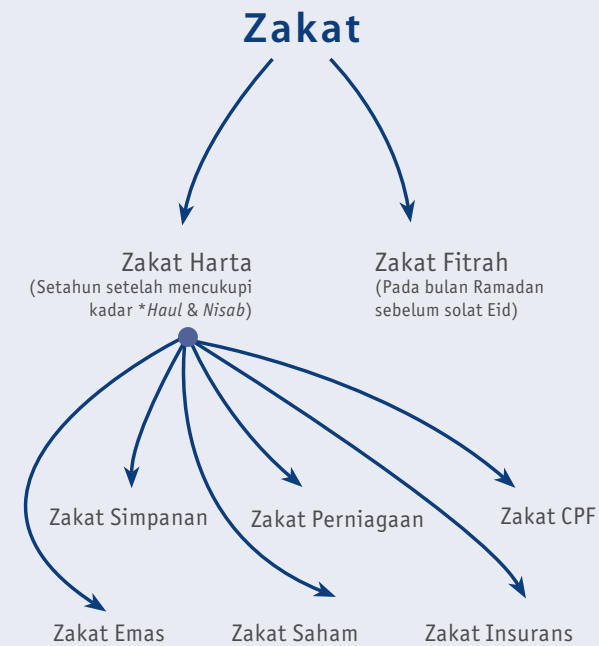 Zakat
Zakat Harta
(Setahun setelah mencukupi
kadar *Haul & Nisab)
Zakat Fitrah
(Pada bulan Ramadan
sebelum solat Eid)
Zakat Simpanan
Zakat Perniagaan
Zakat CPF
Zakat Emas
Zakat Saham
Zakat Insurans